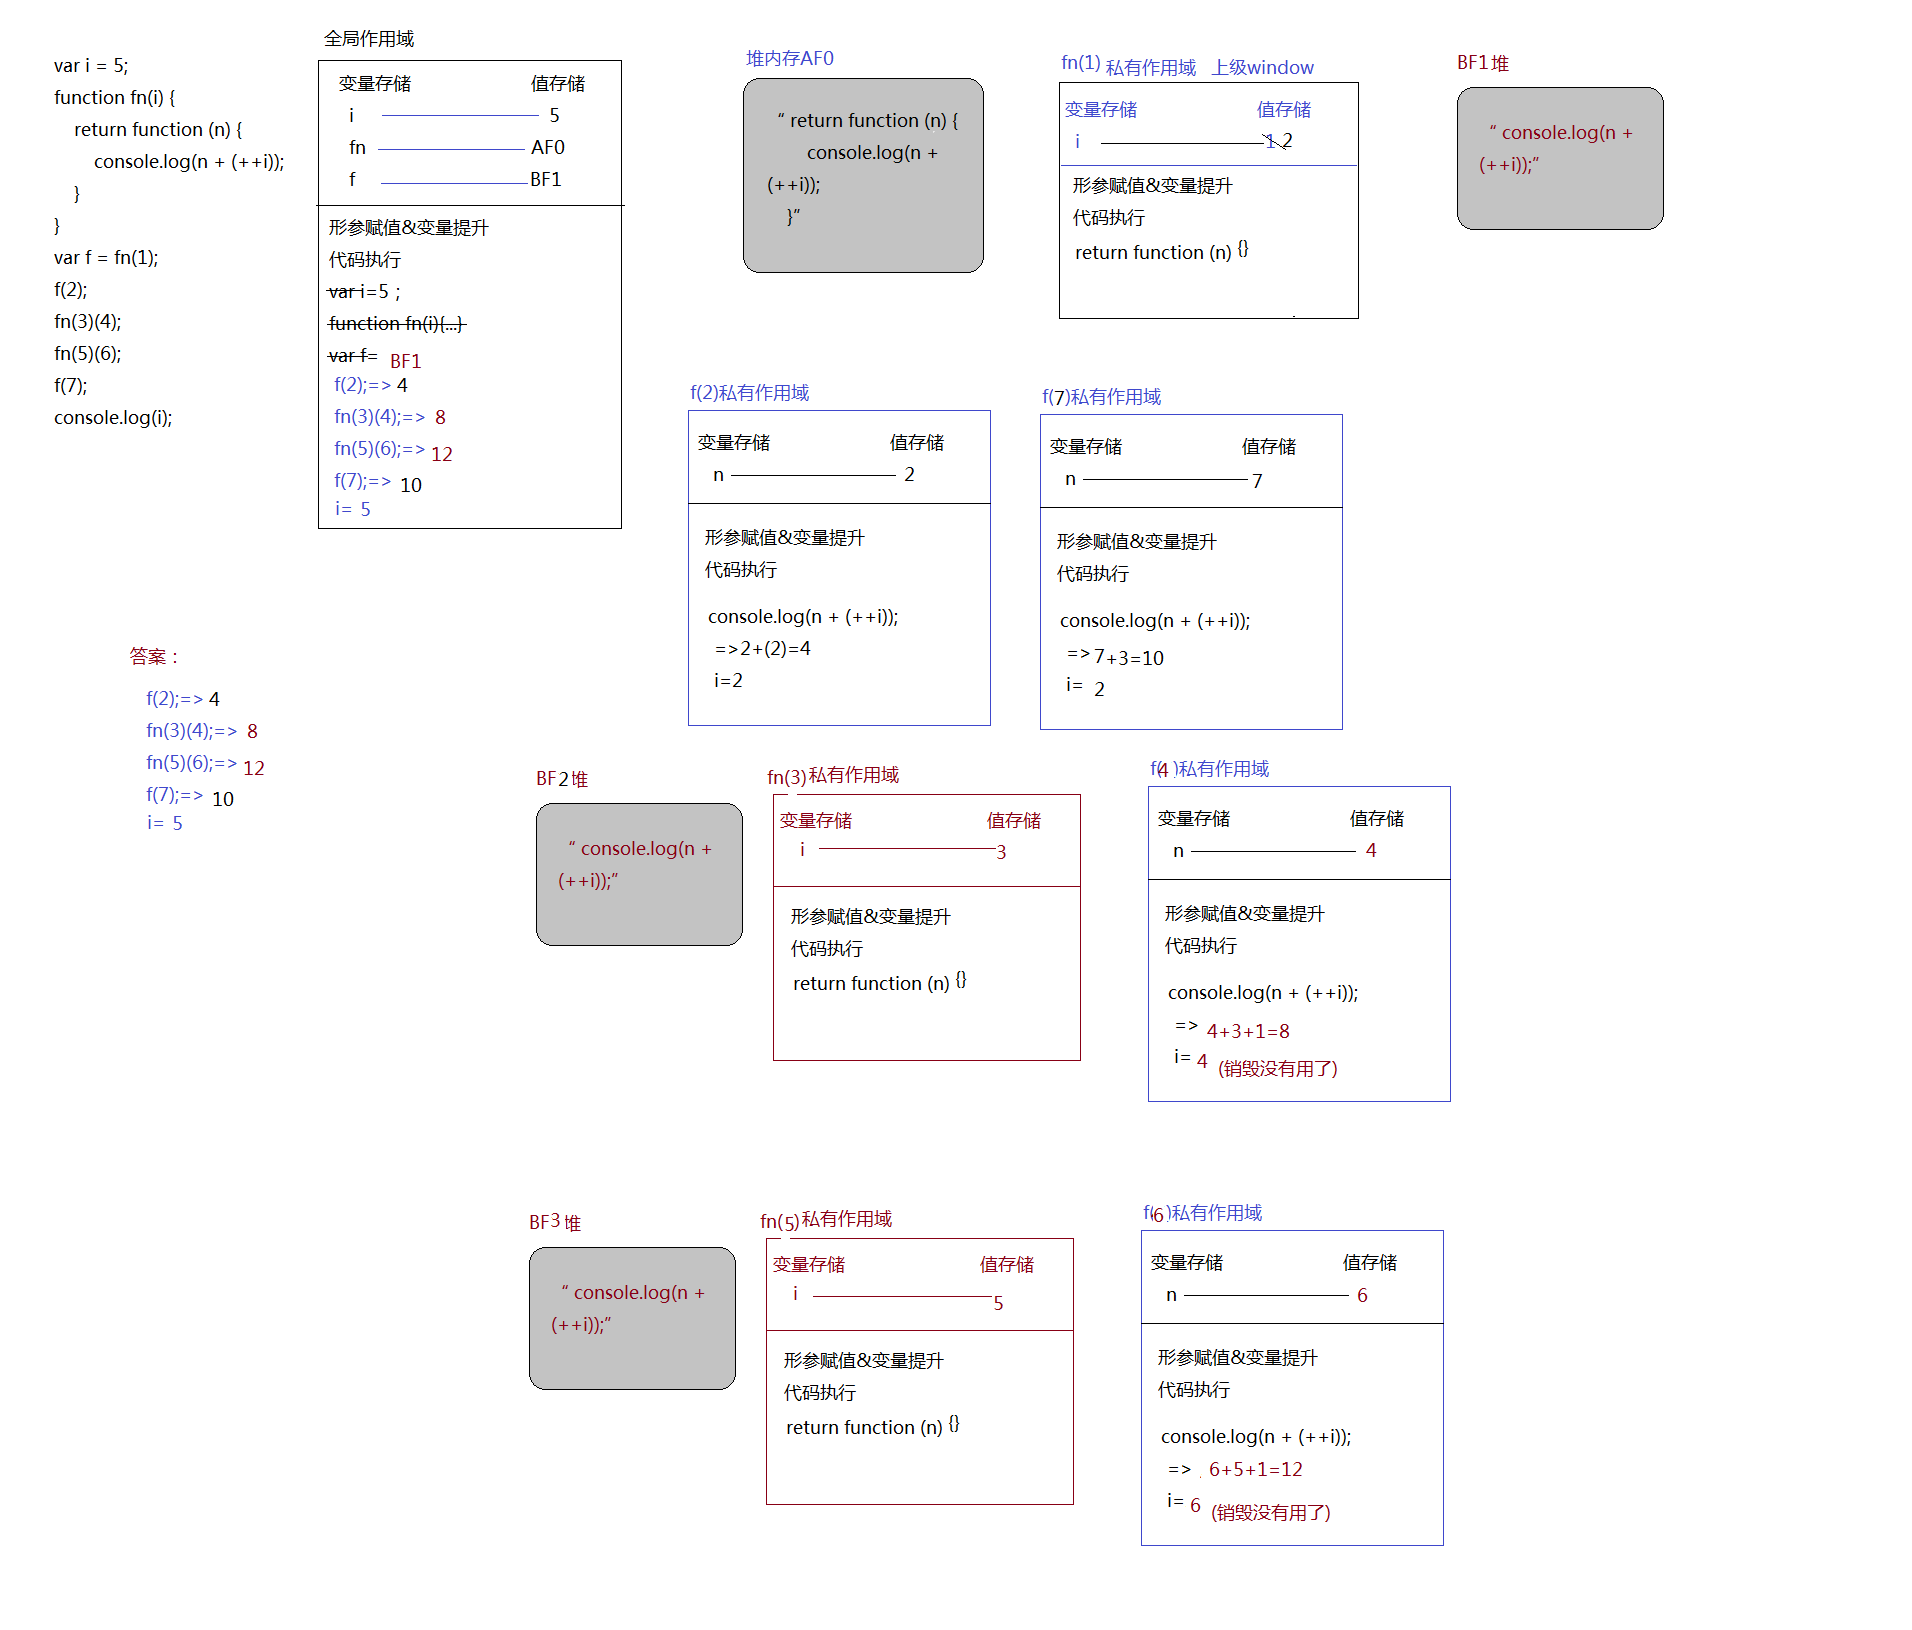 var i = 5;
function fn(i) {
return function (n) {
console.log(n + (++i));
}
}
var f = fn(1);
f(2);
fn(3)(4);
fn(5)(6);
f(7);
console.log(i);
全局作用域
变量存储 值存储
i 5
fn AF0
f BF1
形参赋值&变量提升
代码执行
var i=5 ;
function fn(i){...}
var f= BF1
f(2);=> 4
fn(3)(4);=> 8
fn(5)(6);=> 12
f(7);=> 10
i= 5
堆内存AF0
“ return function (n) {
console.log(n +
(++i));
}”
fn(1) 私有作用域 上级window
变量存储 值存储
i 1 2
形参赋值&变量提升
代码执行
return function (n) {}
BF1堆
“ console.log(n +
(++i));”
f(2)私有作用域
变量存储 值存储
n 2
形参赋值&变量提升
代码执行
console.log(n + (++i));
=>2+(2)=4
i=2
f(7)私有作用域
变量存储 值存储
n 7
形参赋值&变量提升
代码执行
console.log(n + (++i));
=>7+3=10
i= 2
答案：
f(2);=> 4
fn(3)(4);=> 8
fn(5)(6);=> 12
f(7);=> 10
i= 5
BF2堆
“ console.log(n +
(++i));”
fn(3)私有作用域
变量存储 值存储
i 3
形参赋值&变量提升
代码执行
return function (n) {}
f(4 )私有作用域
变量存储 值存储
n 4
形参赋值&变量提升
代码执行
console.log(n + (++i));
=> 4+3+1=8
i= 4 (销毁没有用了)
BF3堆
“ console.log(n +
(++i));”
fn(5)私有作用域
变量存储 值存储
i 5
形参赋值&变量提升
代码执行
return function (n) {}
f(6 )私有作用域
变量存储 值存储
n 6
形参赋值&变量提升
代码执行
console.log(n + (++i));
=> 6+5+1=12
i= 6 (销毁没有用了)